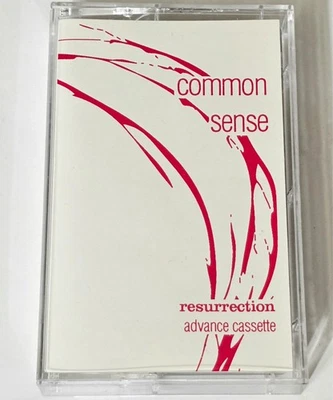 common
sense
resurrection
advance cassette